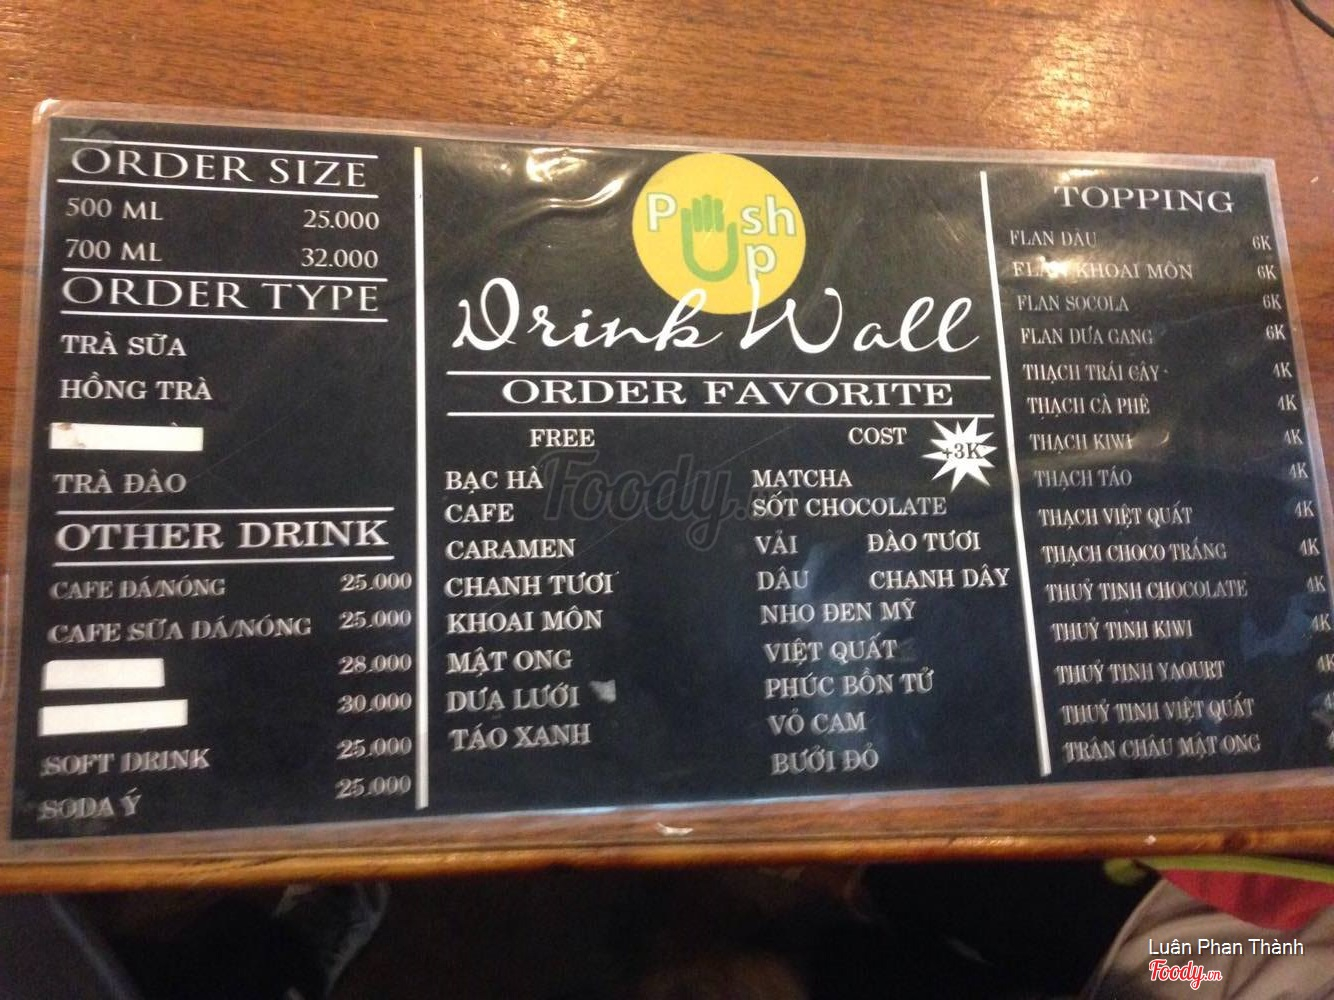 ORDER SIZE
500 ML 25.000
700 ML 32.000
ORDER TYPE
TRÀ SỮA
HỒNG TRÀ
TRÀ ĐÀO
OTHER DRINK
CAFE ĐÁ/NÓNG 25.000
CAFE SỮA ĐÁ/NÓNG 25.000
28.000
30.000
SOFT DRINK 25.000
SODA Ý 25.000
Push Up
Drink Wall
ORDER FAVORITE
FREE COST +3K
BẠC HÀ MATCHA
CAFE SỐT CHOCOLATE
CARAMEN VẢI ĐÀO TƯƠI
CHANH TƯƠI DÂU CHANH DÂY
KHOAI MÔN NHO ĐEN MỸ
MẬT ONG VIỆT QUẤT
DƯA LƯỚI PHÚC BỒN TỬ
TÁO XANH VỎ CAM
BƯỞI ĐỎ
TOPPING
FLAN DÂU 6K
FLAN KHOAI MÔN 6K
FLAN SOCOLA 6K
FLAN DƯA GANG 6K
THẠCH TRÁI CÂY 4K
THẠCH CÀ PHÊ 4K
THẠCH KIWI 4K
THẠCH TÁO 4K
THẠCH VIỆT QUẤT 4K
THẠCH CHOCO TRẮNG 4K
THUỶ TINH CHOCOLATE 4K
THUỶ TINH KIWI 4K
THUỶ TINH YAOURT 4K
THUỶ TINH VIỆT QUẤT
TRÂN CHÂU MẬT ONG
Foody.vn
Luân Phan Thành
Foody.vn